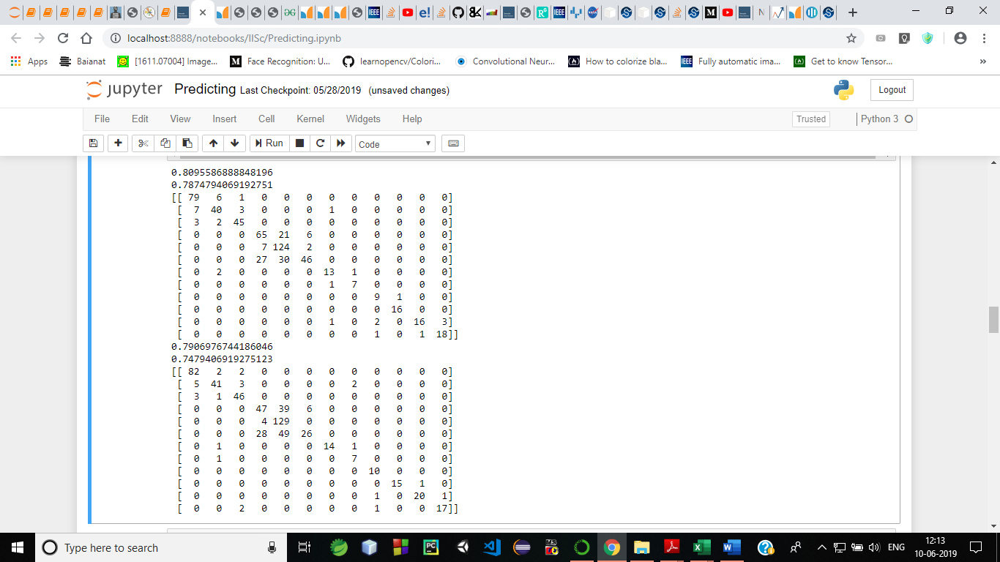 localhost:8888/notebooks/IISc/Predicting.ipynb
Apps Baianat [1611.07004] Image... Face Recognition: U... learnopencv/Colori... Convolutional Neur... How to colorize bla... Fully automatic ima... Get to know Tensor... »
jupyter Predicting Last Checkpoint: 05/28/2019 (unsaved changes) Logout
File Edit View Insert Cell Kernel Widgets Help Trusted Python 3
Run Code
0.8095586888848196
0.7874794069192751
[[ 79 6 1 0 0 0 0 0 0 0 0 0]
[ 7 40 3 0 0 0 1 0 0 0 0 0]
[ 3 2 45 0 0 0 0 0 0 0 0 0]
[ 0 0 0 65 21 6 0 0 0 0 0 0]
[ 0 0 0 7 124 2 0 0 0 0 0 0]
[ 0 0 0 27 30 46 0 0 0 0 0 0]
[ 0 2 0 0 0 0 13 1 0 0 0 0]
[ 0 0 0 0 0 0 1 7 0 0 0 0]
[ 0 0 0 0 0 0 0 0 9 1 0 0]
[ 0 0 0 0 0 0 0 0 0 16 0 0]
[ 0 0 0 0 0 0 1 0 2 0 16 3]
[ 0 0 0 0 0 0 0 0 1 0 1 18]]
0.7906976744186046
0.7479406919275123
[[ 82 2 2 0 0 0 0 0 0 0 0 0]
[ 5 41 3 0 0 0 0 2 0 0 0 0]
[ 3 1 46 0 0 0 0 0 0 0 0 0]
[ 0 0 0 47 39 6 0 0 0 0 0 0]
[ 0 0 0 4 129 0 0 0 0 0 0 0]
[ 0 0 0 28 49 26 0 0 0 0 0 0]
[ 0 1 0 0 0 0 14 1 0 0 0 0]
[ 0 1 0 0 0 0 0 7 0 0 0 0]
[ 0 0 0 0 0 0 0 0 10 0 0 0]
[ 0 0 0 0 0 0 0 0 0 15 1 0]
[ 0 0 0 0 0 0 0 0 1 0 20 1]
[ 0 0 2 0 0 0 0 0 1 0 0 17]]
Type here to search ENG 12:13
10-06-2019